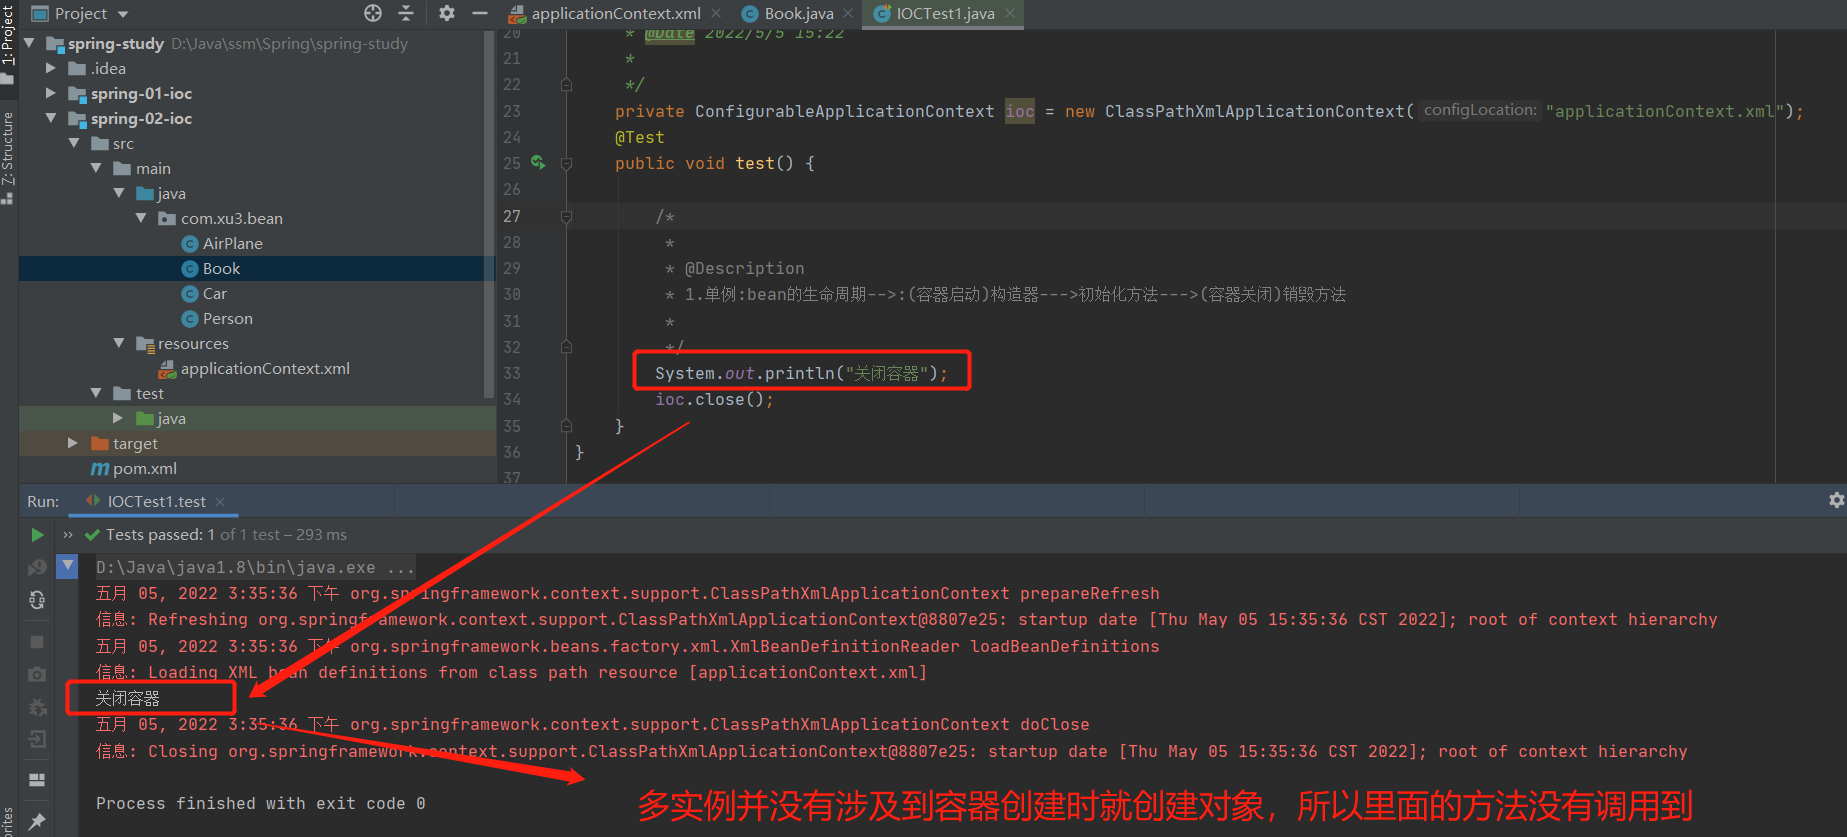 Project
applicationContext.xml
Book.java
IOCTest1.java
1: Project
Z: Structure
spring-study D:\Java\ssm\Spring\spring-study
.idea
spring-01-ioc
spring-02-ioc
src
main
java
com.xu3.bean
AirPlane
Book
Car
Person
resources
applicationContext.xml
test
java
target
pom.xml
20 * @Date 2022/5/5 15:22
21 *
22 */
23 private ConfigurableApplicationContext ioc = new ClassPathXmlApplicationContext( configLocation: "applicationContext.xml");
24 @Test
25 public void test() {
26
27 /*
28 *
29 * @Description
30 * 1.单例:bean的生命周期-->:(容器启动)构造器--->初始化方法--->(容器关闭)销毁方法
31 *
32 */
33 System.out.println("关闭容器");
34 ioc.close();
35 }
36 }
37
Run: IOCTest1.test
» Tests passed: 1 of 1 test – 293 ms
D:\Java\java1.8\bin\java.exe ...
五月 05, 2022 3:35:36 下午 org.springframework.context.support.ClassPathXmlApplicationContext prepareRefresh
信息: Refreshing org.springframework.context.support.ClassPathXmlApplicationContext@8807e25: startup date [Thu May 05 15:35:36 CST 2022]; root of context hierarchy
五月 05, 2022 3:35:36 下午 org.springframework.beans.factory.xml.XmlBeanDefinitionReader loadBeanDefinitions
信息: Loading XML bean definitions from class path resource [applicationContext.xml]
关闭容器
五月 05, 2022 3:35:36 下午 org.springframework.context.support.ClassPathXmlApplicationContext doClose
信息: Closing org.springframework.context.support.ClassPathXmlApplicationContext@8807e25: startup date [Thu May 05 15:35:36 CST 2022]; root of context hierarchy
Process finished with exit code 0
多实例并没有涉及到容器创建时就创建对象，所以里面的方法没有调用到